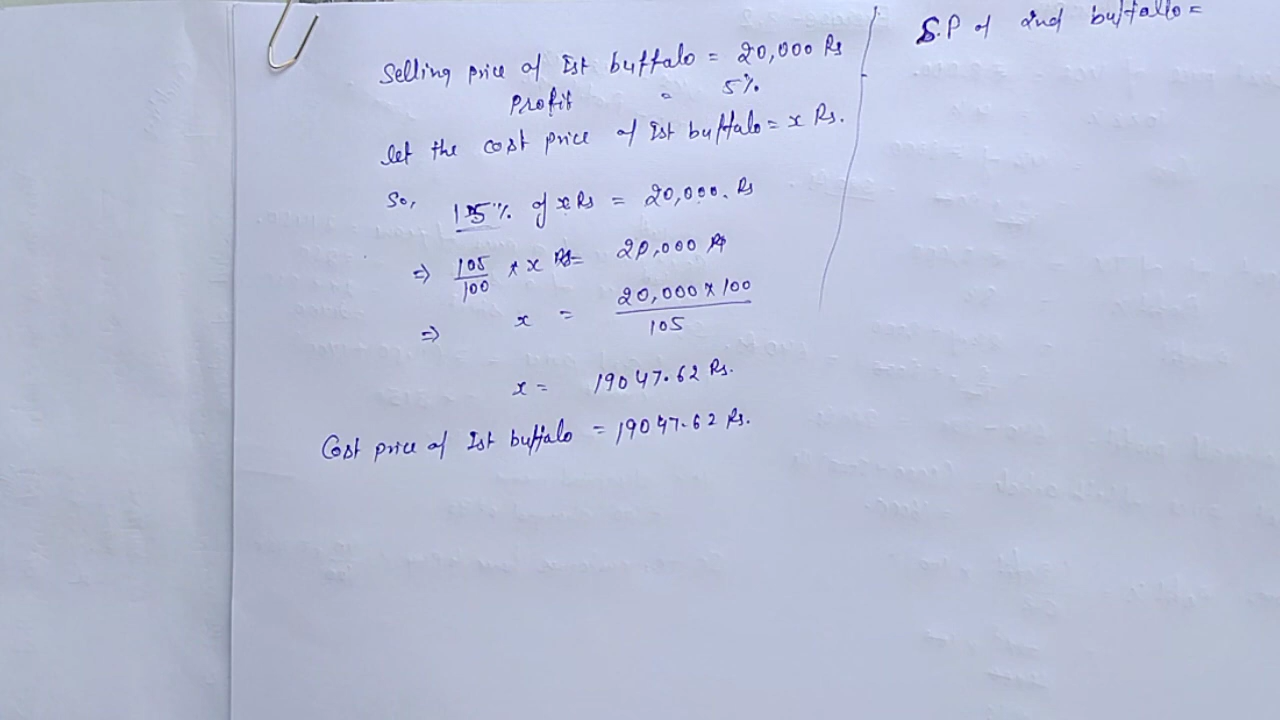 Selling price of Ist buffalo = 20,000 Rs
Profit = 5%
let the cost price of Ist buffalo = x Rs.
So, 105% of x Rs = 20,000. Rs
⇒ 105/100 * x Rs = 20,000 Rs
⇒ x = 20,000 x 100 / 105
x = 19047.62 Rs.
Cost price of Ist buffalo = 19047.62 Rs.
S.P of 2nd buffalo =